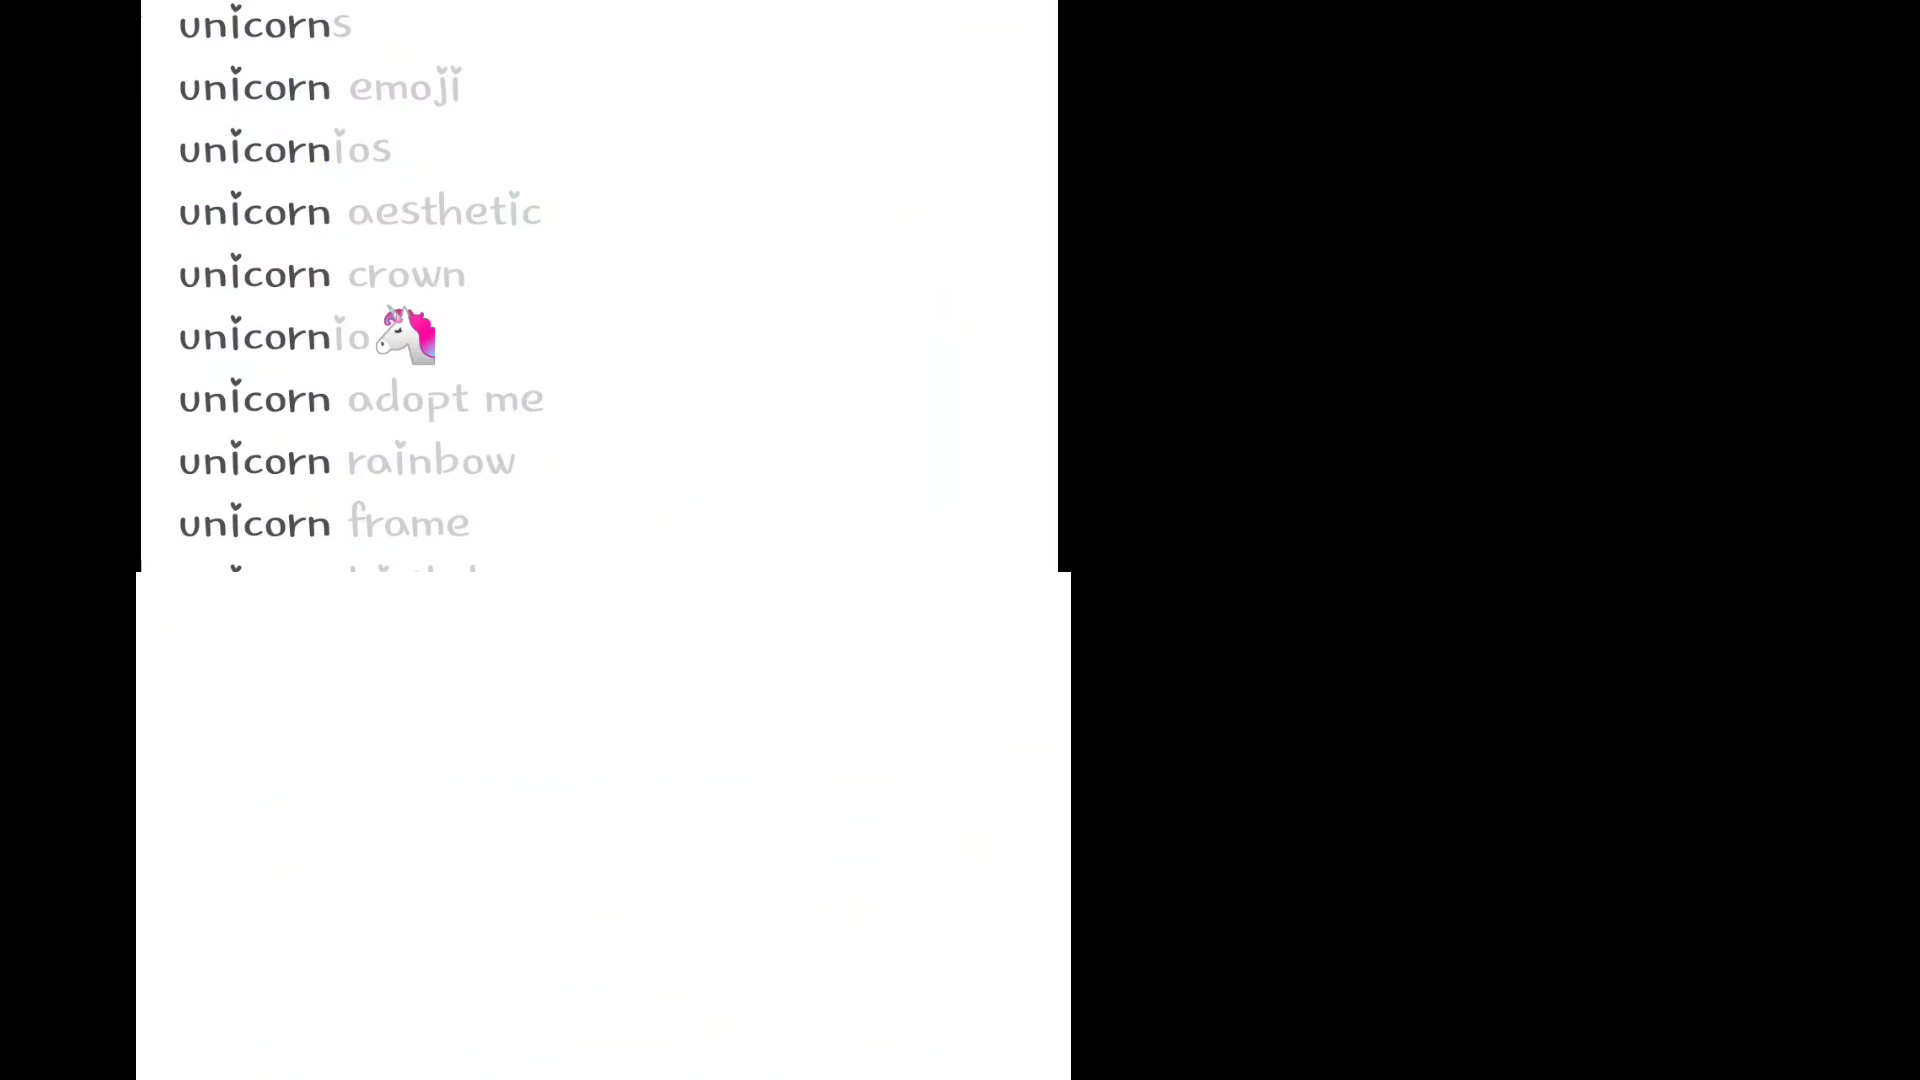 unicorns
unicorn emoji
unicornios
unicorn aesthetic
unicorn crown
unicornio🦄
unicorn adopt me
unicorn rainbow
unicorn frame